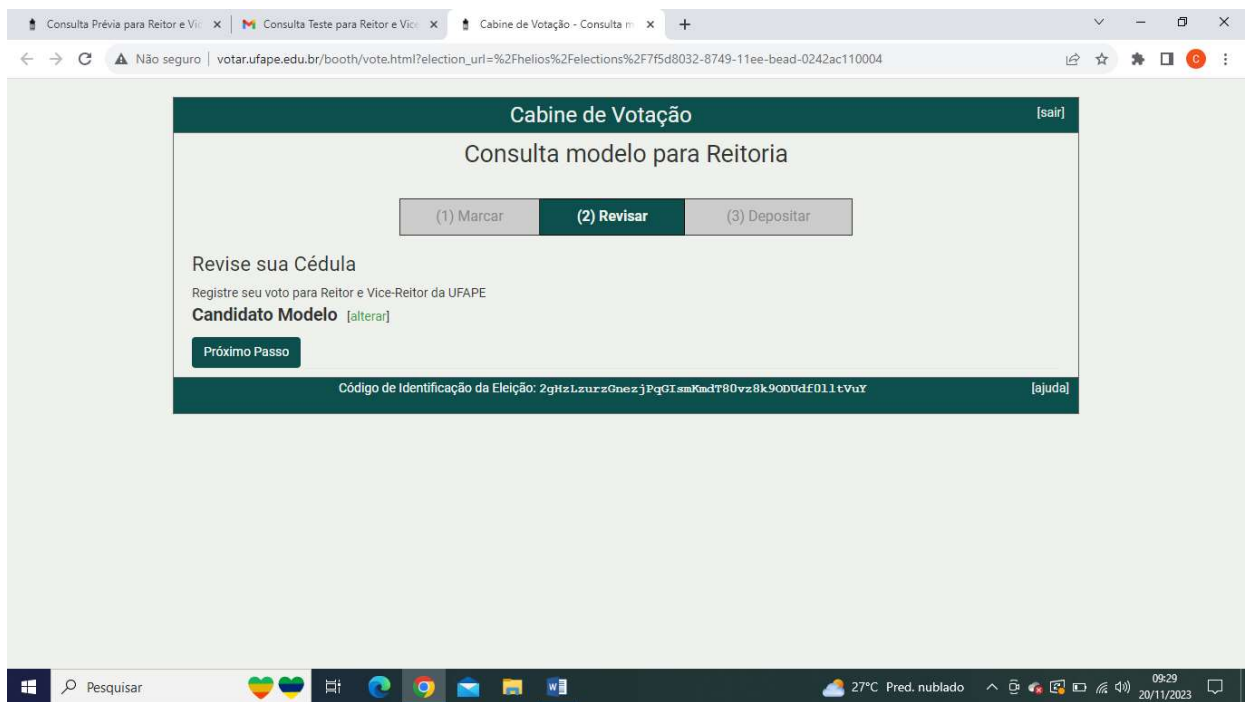 Consulta Prévia para Reitor e Vic
Consulta Teste para Reitor e Vice
Cabine de Votação - Consulta m
Não seguro | votar.ufape.edu.br/booth/vote.html?election_url=%2Fhelios%2Felections%2F7f5d8032-8749-11ee-bead-0242ac110004
C
Cabine de Votação
[sair]
Consulta modelo para Reitoria
(1) Marcar
(2) Revisar
(3) Depositar
Revise sua Cédula
Registre seu voto para Reitor e Vice-Reitor da UFAPE
Candidato Modelo [alterar]
Próximo Passo
Código de Identificação da Eleição: 2gHzLzurzGnezjPqGIsmKmdT80vz8k9ODUdf0lltVuY
[ajuda]
Pesquisar
27°C Pred. nublado
09:29
20/11/2023